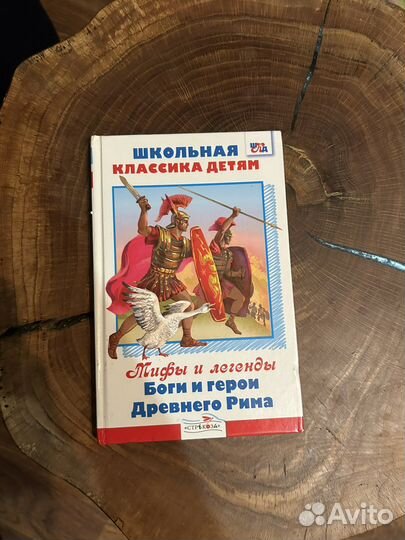 ШКОЛЬНАЯ
КЛАССИКА ДЕТЯМ
Мифы и легенды
Боги и герои
Древнего Рима
«СТРЕКОЗА»
Avito